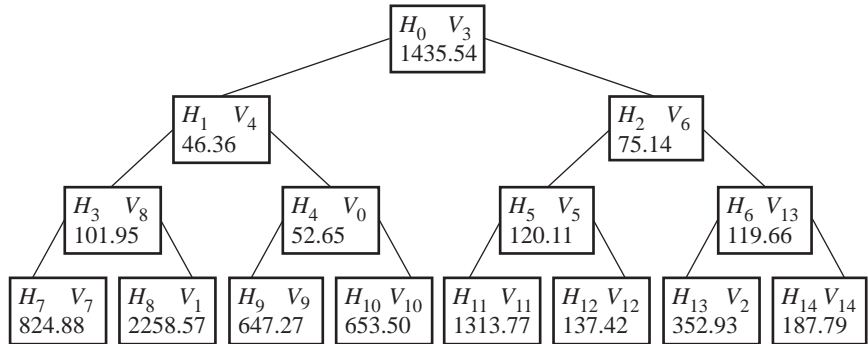 H₀ V₃
1435.54
H₁ V₄
46.36
H₂ V₆
75.14
H₃ V₈
101.95
H₄ V₀
52.65
H₅ V₅
120.11
H₆ V₁₃
119.66
H₇ V₇
824.88
H₈ V₁
2258.57
H₉ V₉
647.27
H₁₀ V₁₀
653.50
H₁₁ V₁₁
1313.77
H₁₂ V₁₂
137.42
H₁₃ V₂
352.93
H₁₄ V₁₄
187.79